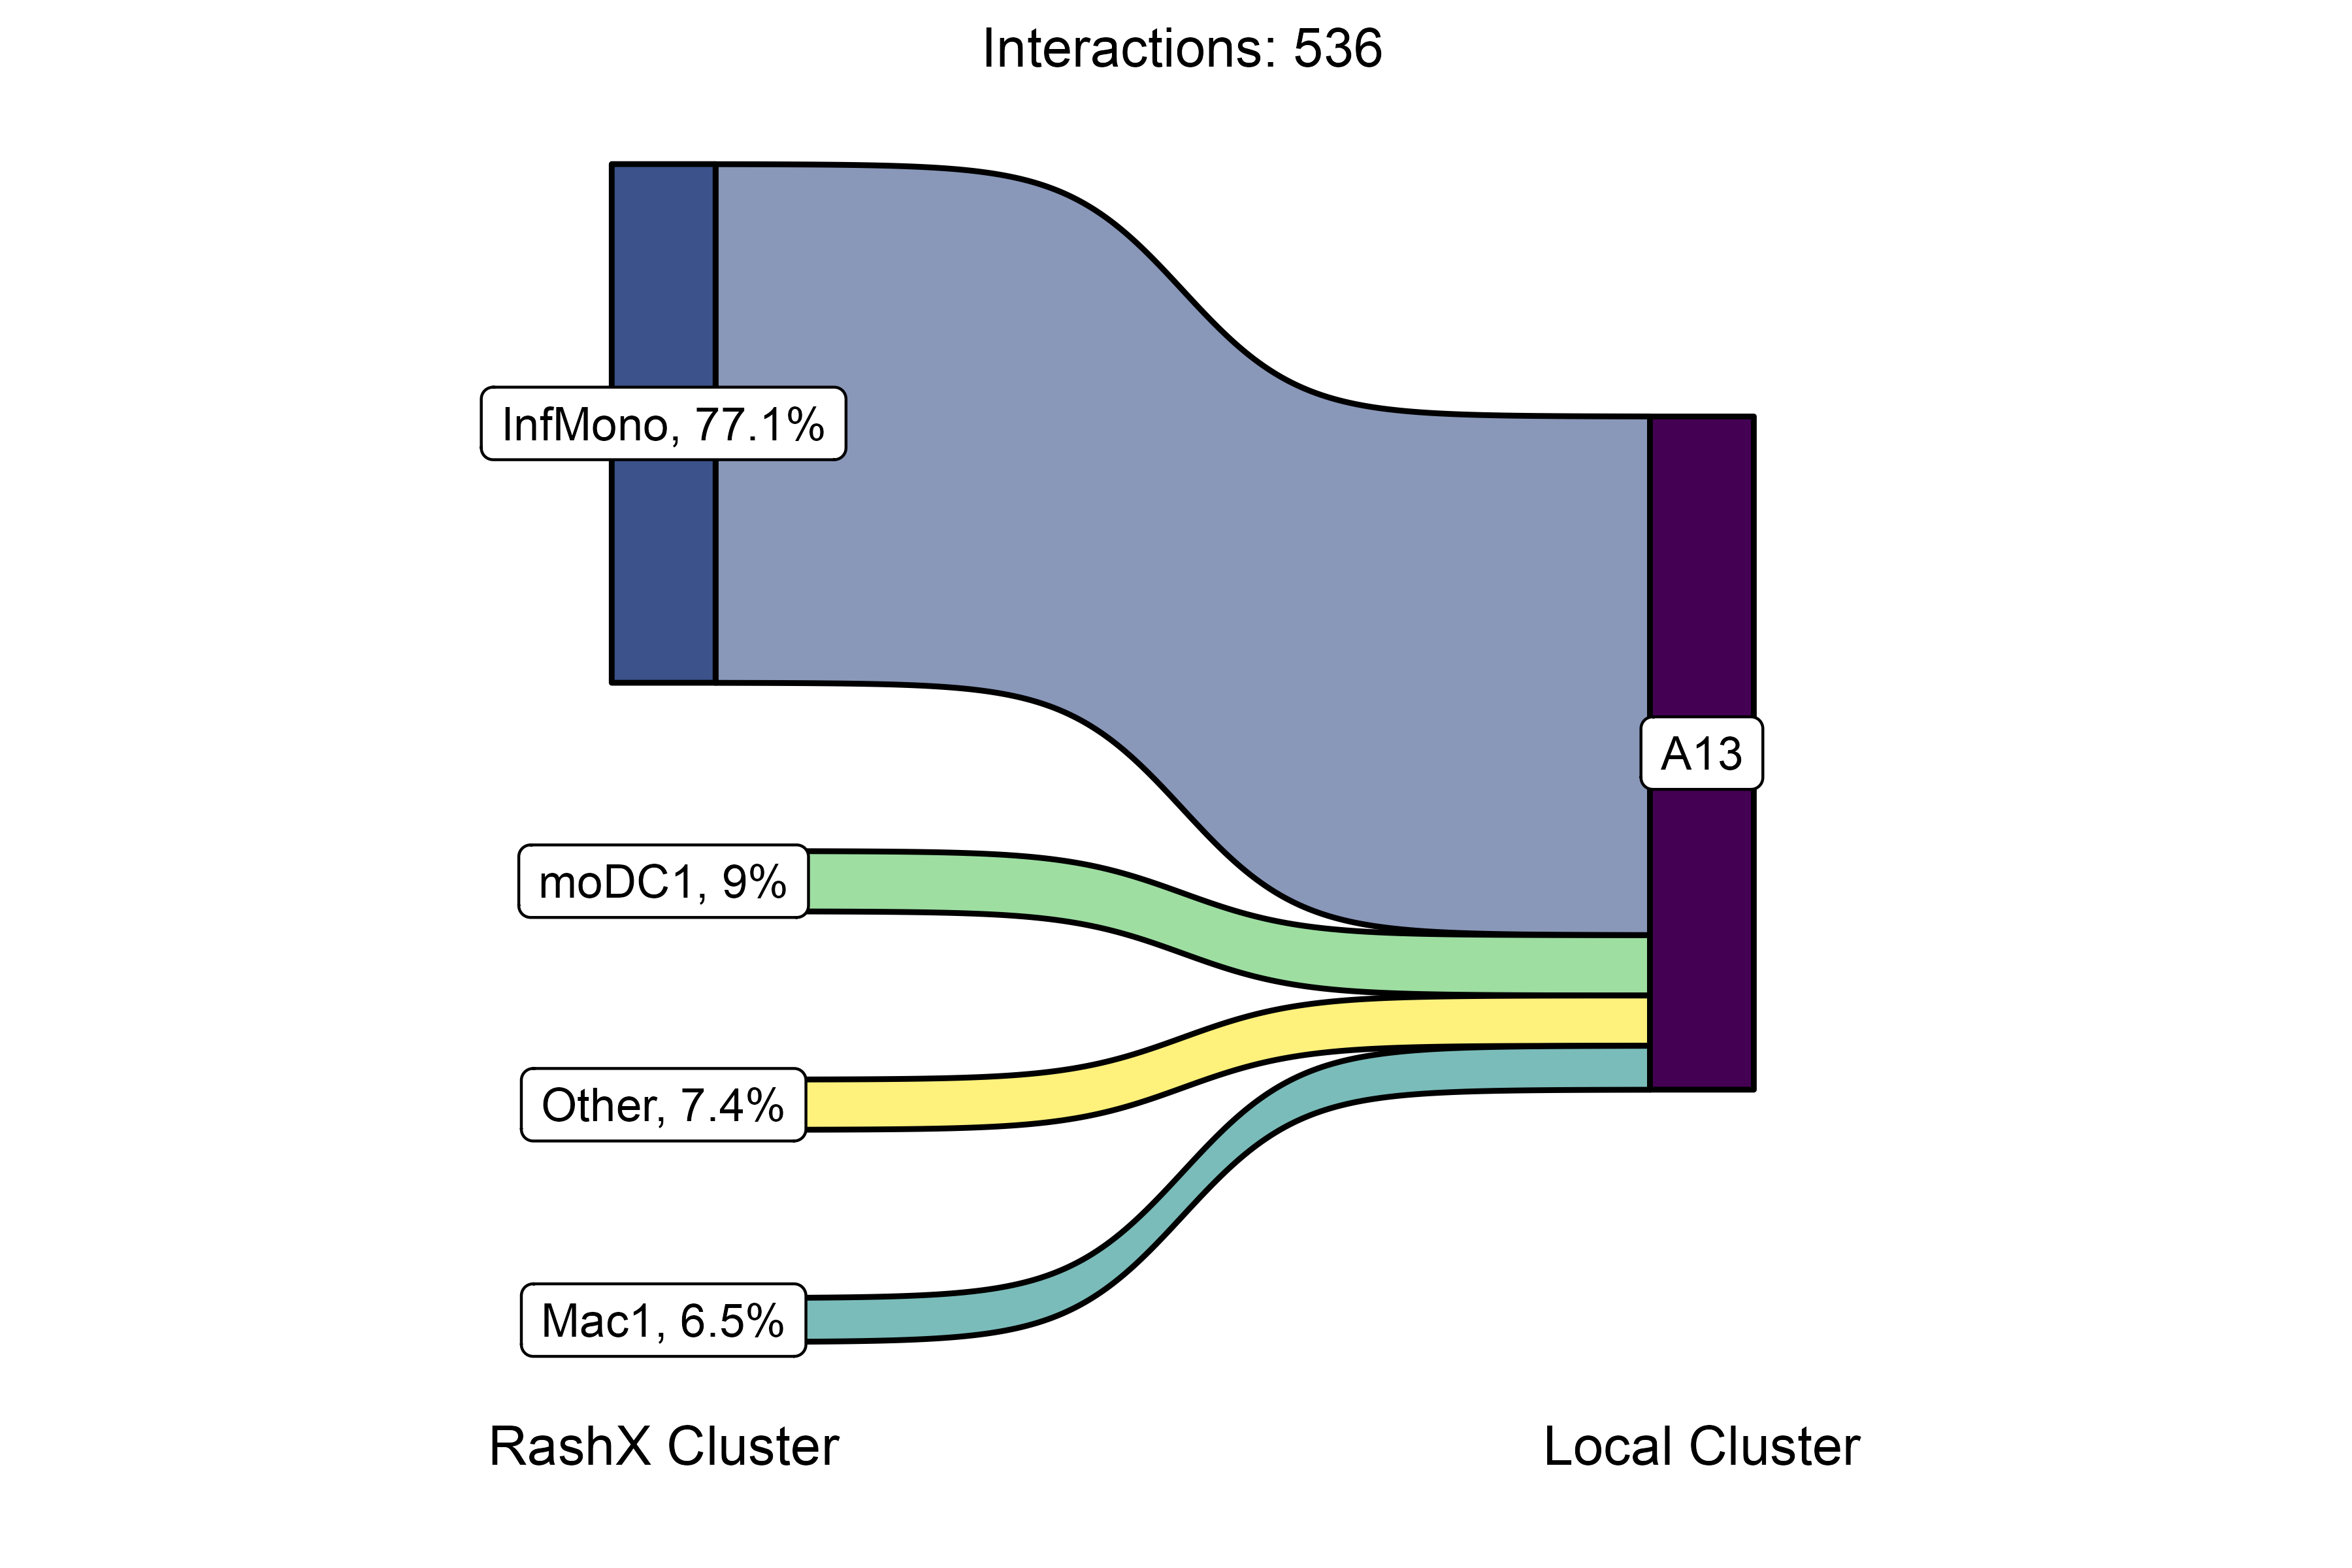 Interactions: 536
InfMono, 77.1%
A13
moDC1, 9%
Other, 7.4%
Mac1, 6.5%
RashX Cluster
Local Cluster